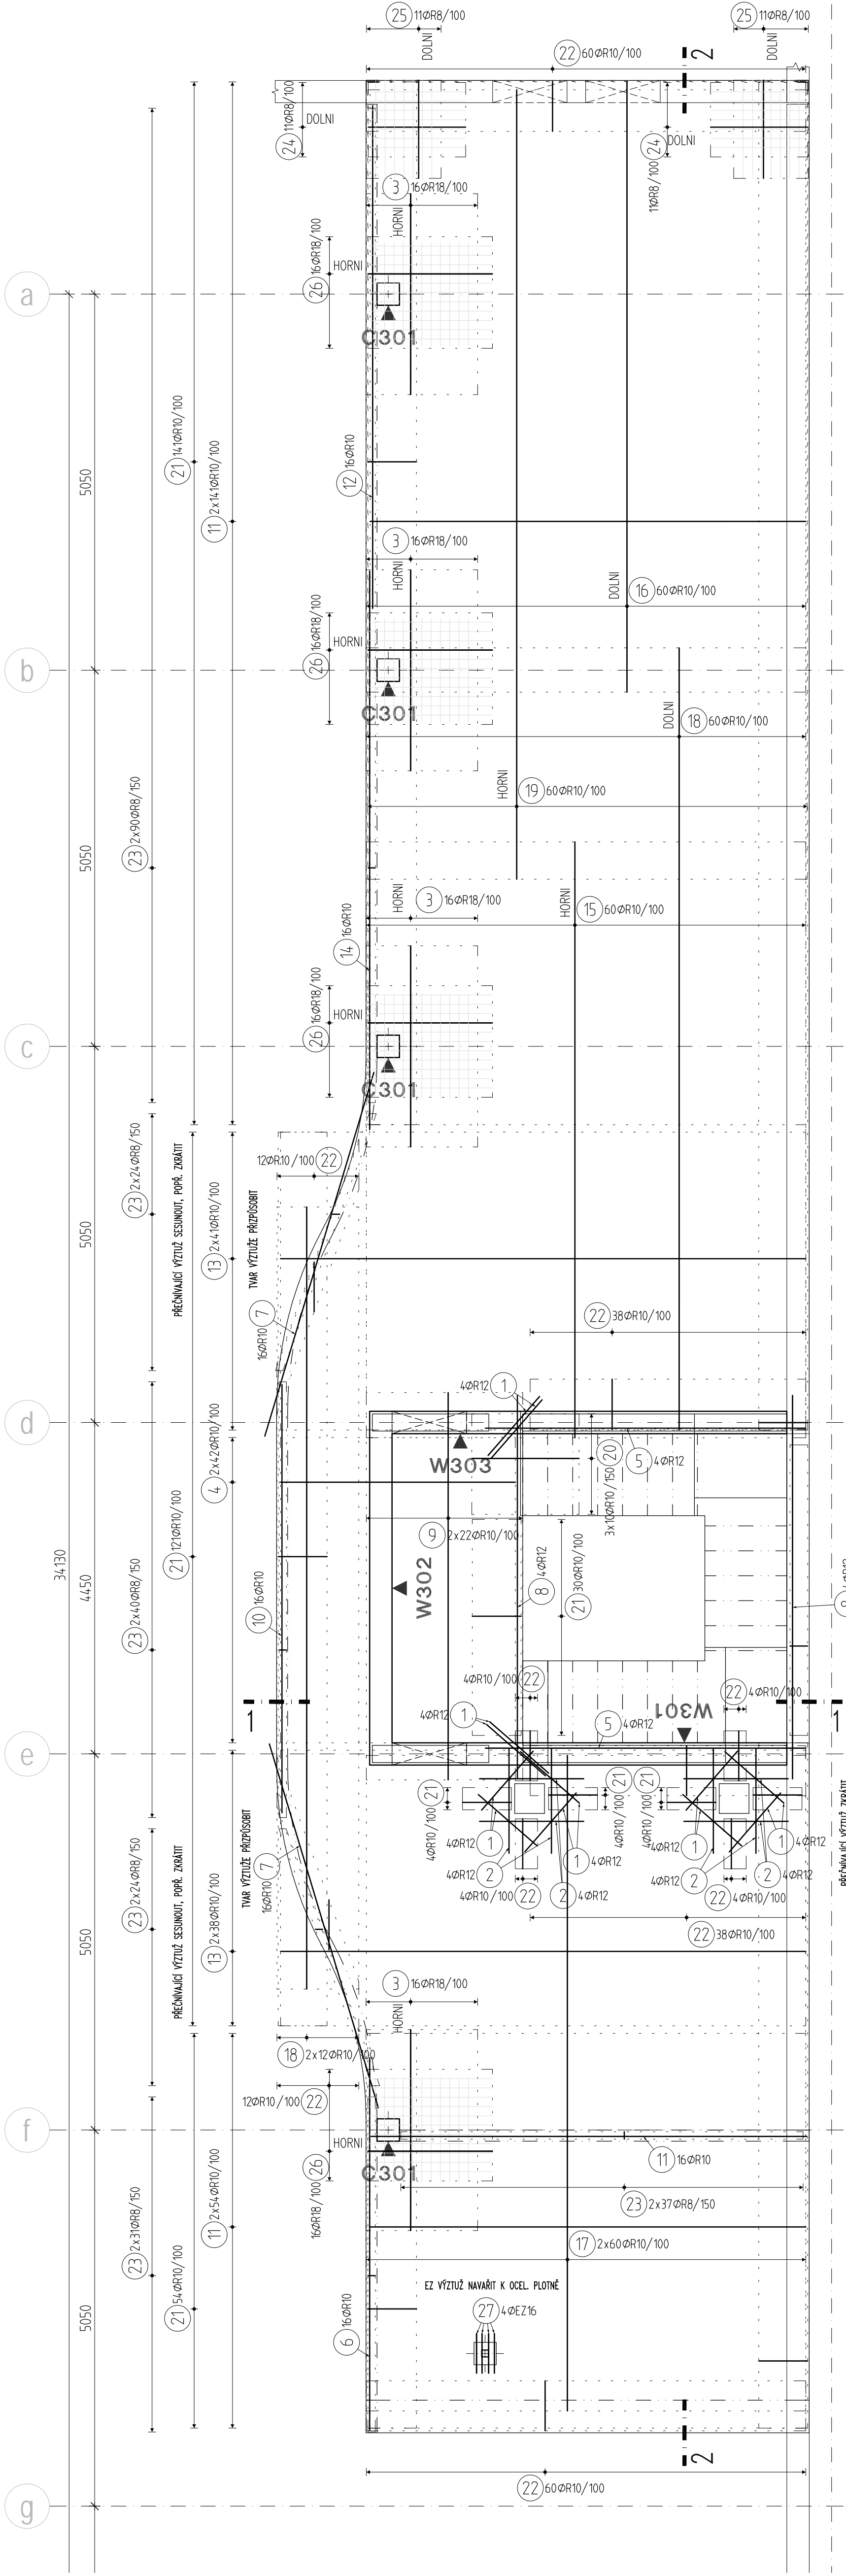 25 11ØR8/100
DOLNI
25 11ØR8/100
DOLNI
22 60ØR10/100
2
24 11ØR8/100
DOLNI
24 11ØR8/100
DOLNI
3 16ØR18/100
HORNI
26 16ØR18/100
HORNI
a
C301
5050
21 141ØR10/100
11 2x141ØR10/100
12 16ØR10
3 16ØR18/100
HORNI
DOLNI
16 60ØR10/100
26 16ØR18/100
HORNI
b
C301
DOLNI
18 60ØR10/100
HORNI
19 60ØR10/100
23 2x90ØR8/150
5050
3 16ØR18/100
HORNI
HORNI
15 60ØR10/100
14 16ØR10
26 16ØR18/100
HORNI
c
C301
5050
23 2x24ØR8/150
PŘEČNÍVAJÍCÍ VÝZTUŽ SESUNOUT, POPŘ. ZKRÁTIT
13 2x41ØR10/100
TVAR VÝZTUŽE PŘIZPŮSOBIT
12ØR10/100 22
7
16ØR10
22 38ØR10/100
4ØR12 1
d
W303
5 4ØR12
4 2x42ØR10/100
3x10ØR10/150 20
9 2x22ØR10/100
21 121ØR10/100
34130
4450
W302
8 4ØR12
21 30ØR10/100
23 2x40ØR8/150
10 16ØR10
4ØR10/100 22
22 4ØR10/100
W301
1
1
4ØR12 1
5 4ØR12
e
21 4ØR10/100
21 4ØR10/100
21 4ØR10/100
1 4ØR12
1 4ØR12
1 4ØR12
1 4ØR12
2 4ØR12
2 4ØR12
2 4ØR12
2 4ØR12
4ØR10/100 22
22 4ØR10/100
PŘEČNÍVAJÍCÍ VÝZTUŽ ZKRÁTIT
22 38ØR10/100
7
16ØR10
TVAR VÝZTUŽE PŘIZPŮSOBIT
PŘEČNÍVAJÍCÍ VÝZTUŽ SESUNOUT, POPŘ. ZKRÁTIT
23 2x24ØR8/150
13 2x38ØR10/100
5050
3 16ØR18/100
HORNI
18 2x12ØR10/100
12ØR10/100 22
f
HORNI
26 16ØR18/100
C301
11 16ØR10
23 2x37ØR8/150
17 2x60ØR10/100
11 2x54ØR10/100
23 2x31ØR8/150
21 54ØR10/100
5050
6 16ØR10
EZ VÝZTUŽ NAVAŘIT K OCEL. PLOTNĚ
27 4ØEZ16
2
22 60ØR10/100
g